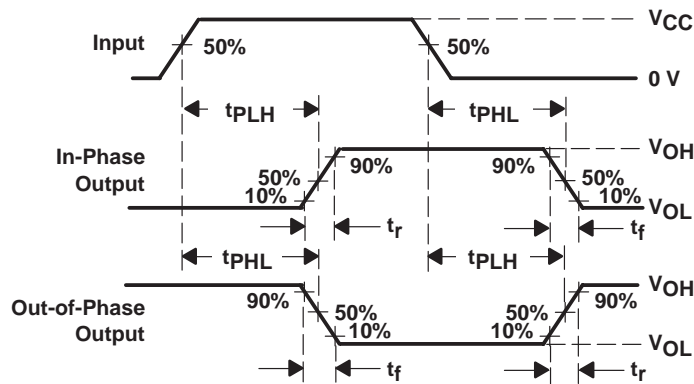 Input
50%
50%
VCC
0 V
tPLH
tPHL
In-Phase
Output
50%
10%
90%
90%
50%
10%
VOH
VOL
tr
tf
tPHL
tPLH
Out-of-Phase
Output
90%
50%
10%
50%
10%
90%
VOH
VOL
tf
tr